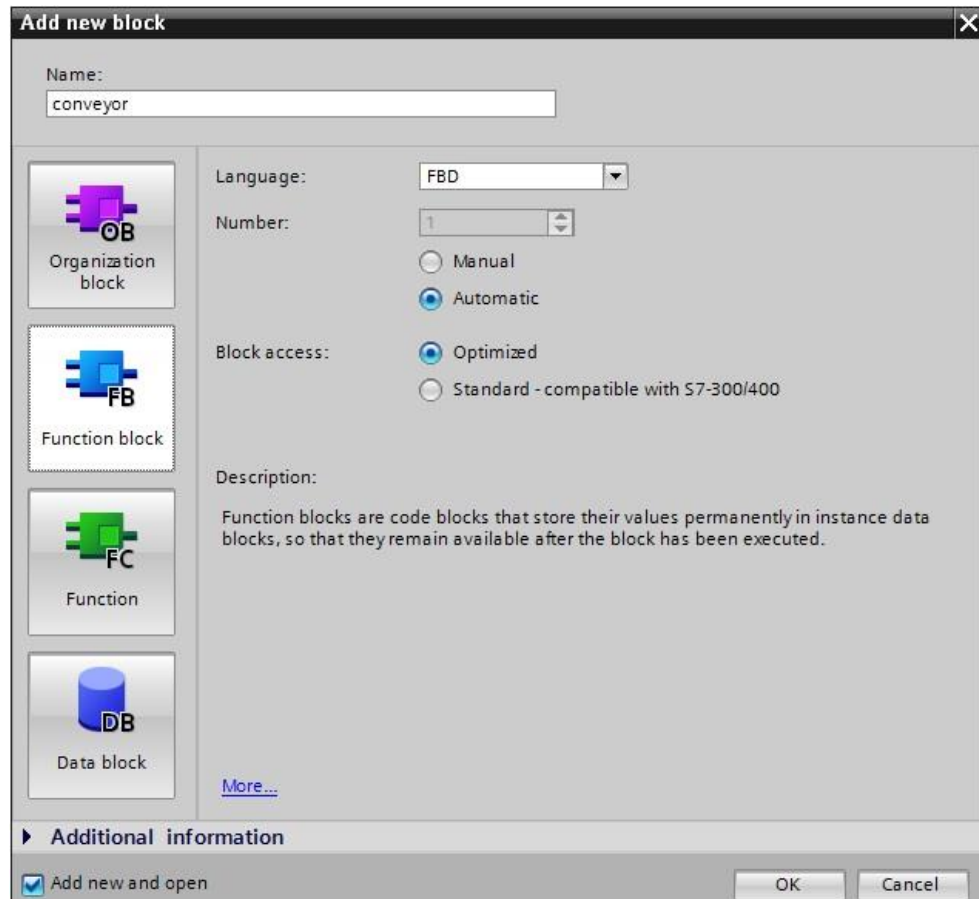 Add new block
Name:
conveyor
OB
Organization
block
FB
Function block
FC
Function
DB
Data block
Language:
FBD
Number:
1
Manual
Automatic
Block access:
Optimized
Standard - compatible with S7-300/400
Description:
Function blocks are code blocks that store their values permanently in instance data
blocks, so that they remain available after the block has been executed.
More...
Additional information
Add new and open
OK
Cancel